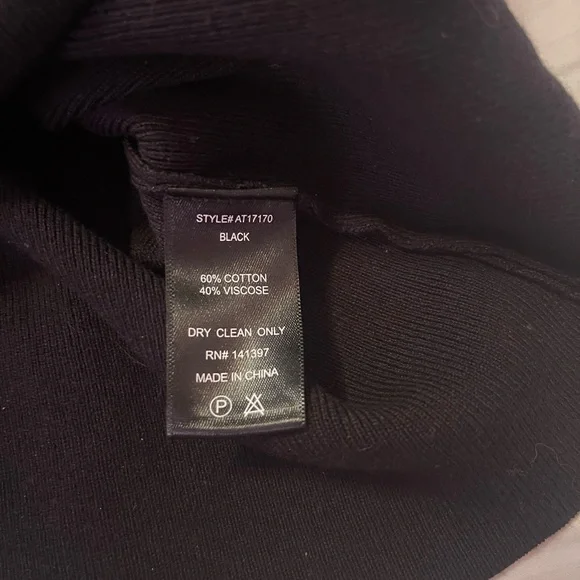 STYLE# AT17170
BLACK
60% COTTON
40% VISCOSE
DRY CLEAN ONLY
RN# 141397
MADE IN CHINA
P